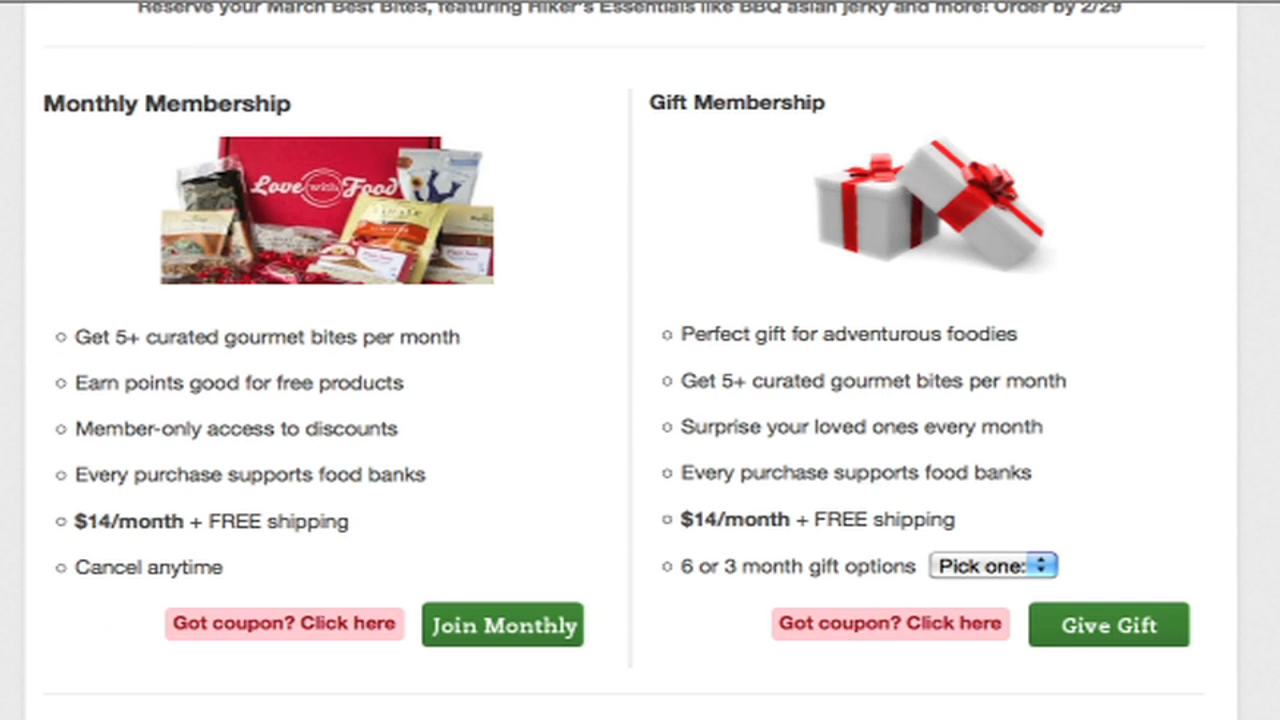 Reserve your March Best Bites, featuring Hiker's Essentials like BBQ asian jerky and more! Order by 2/29
Monthly Membership
Love with Food
Get 5+ curated gourmet bites per month
Earn points good for free products
Member-only access to discounts
Every purchase supports food banks
$14/month + FREE shipping
Cancel anytime
Got coupon? Click here
Join Monthly
Gift Membership
Perfect gift for adventurous foodies
Get 5+ curated gourmet bites per month
Surprise your loved ones every month
Every purchase supports food banks
$14/month + FREE shipping
6 or 3 month gift options Pick one:
Got coupon? Click here
Give Gift